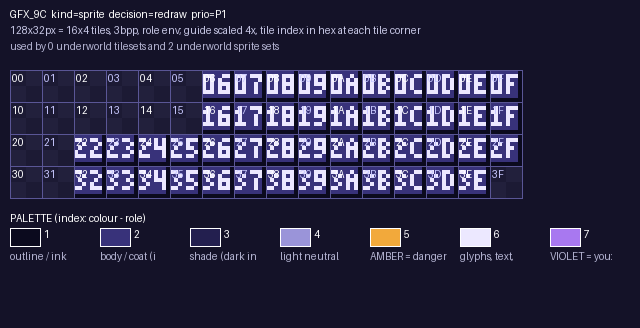 GFX_9C kind=sprite decision=redraw prio=P1
128x32px = 16x4 tiles, 3bpp, role env; guide scaled 4x, tile index in hex at each tile corner
used by 0 underworld tilesets and 2 underworld sprite sets
00 01 02 03 04 05 06 07 08 09 0A 0B 0C 0D 0E 0F
10 11 12 13 14 15 16 17 18 19 1A 1B 1C 1D 1E 1F
20 21 22 23 24 25 26 27 28 29 2A 2B 2C 2D 2E 2F
30 31 32 33 34 35 36 37 38 39 3A 3B 3C 3D 3E 3F
PALETTE (index: colour - role)
1 2 3 4 5 6 7
outline / ink body / coat (i shade (dark in light neutral AMBER = danger glyphs, text, VIOLET = you: